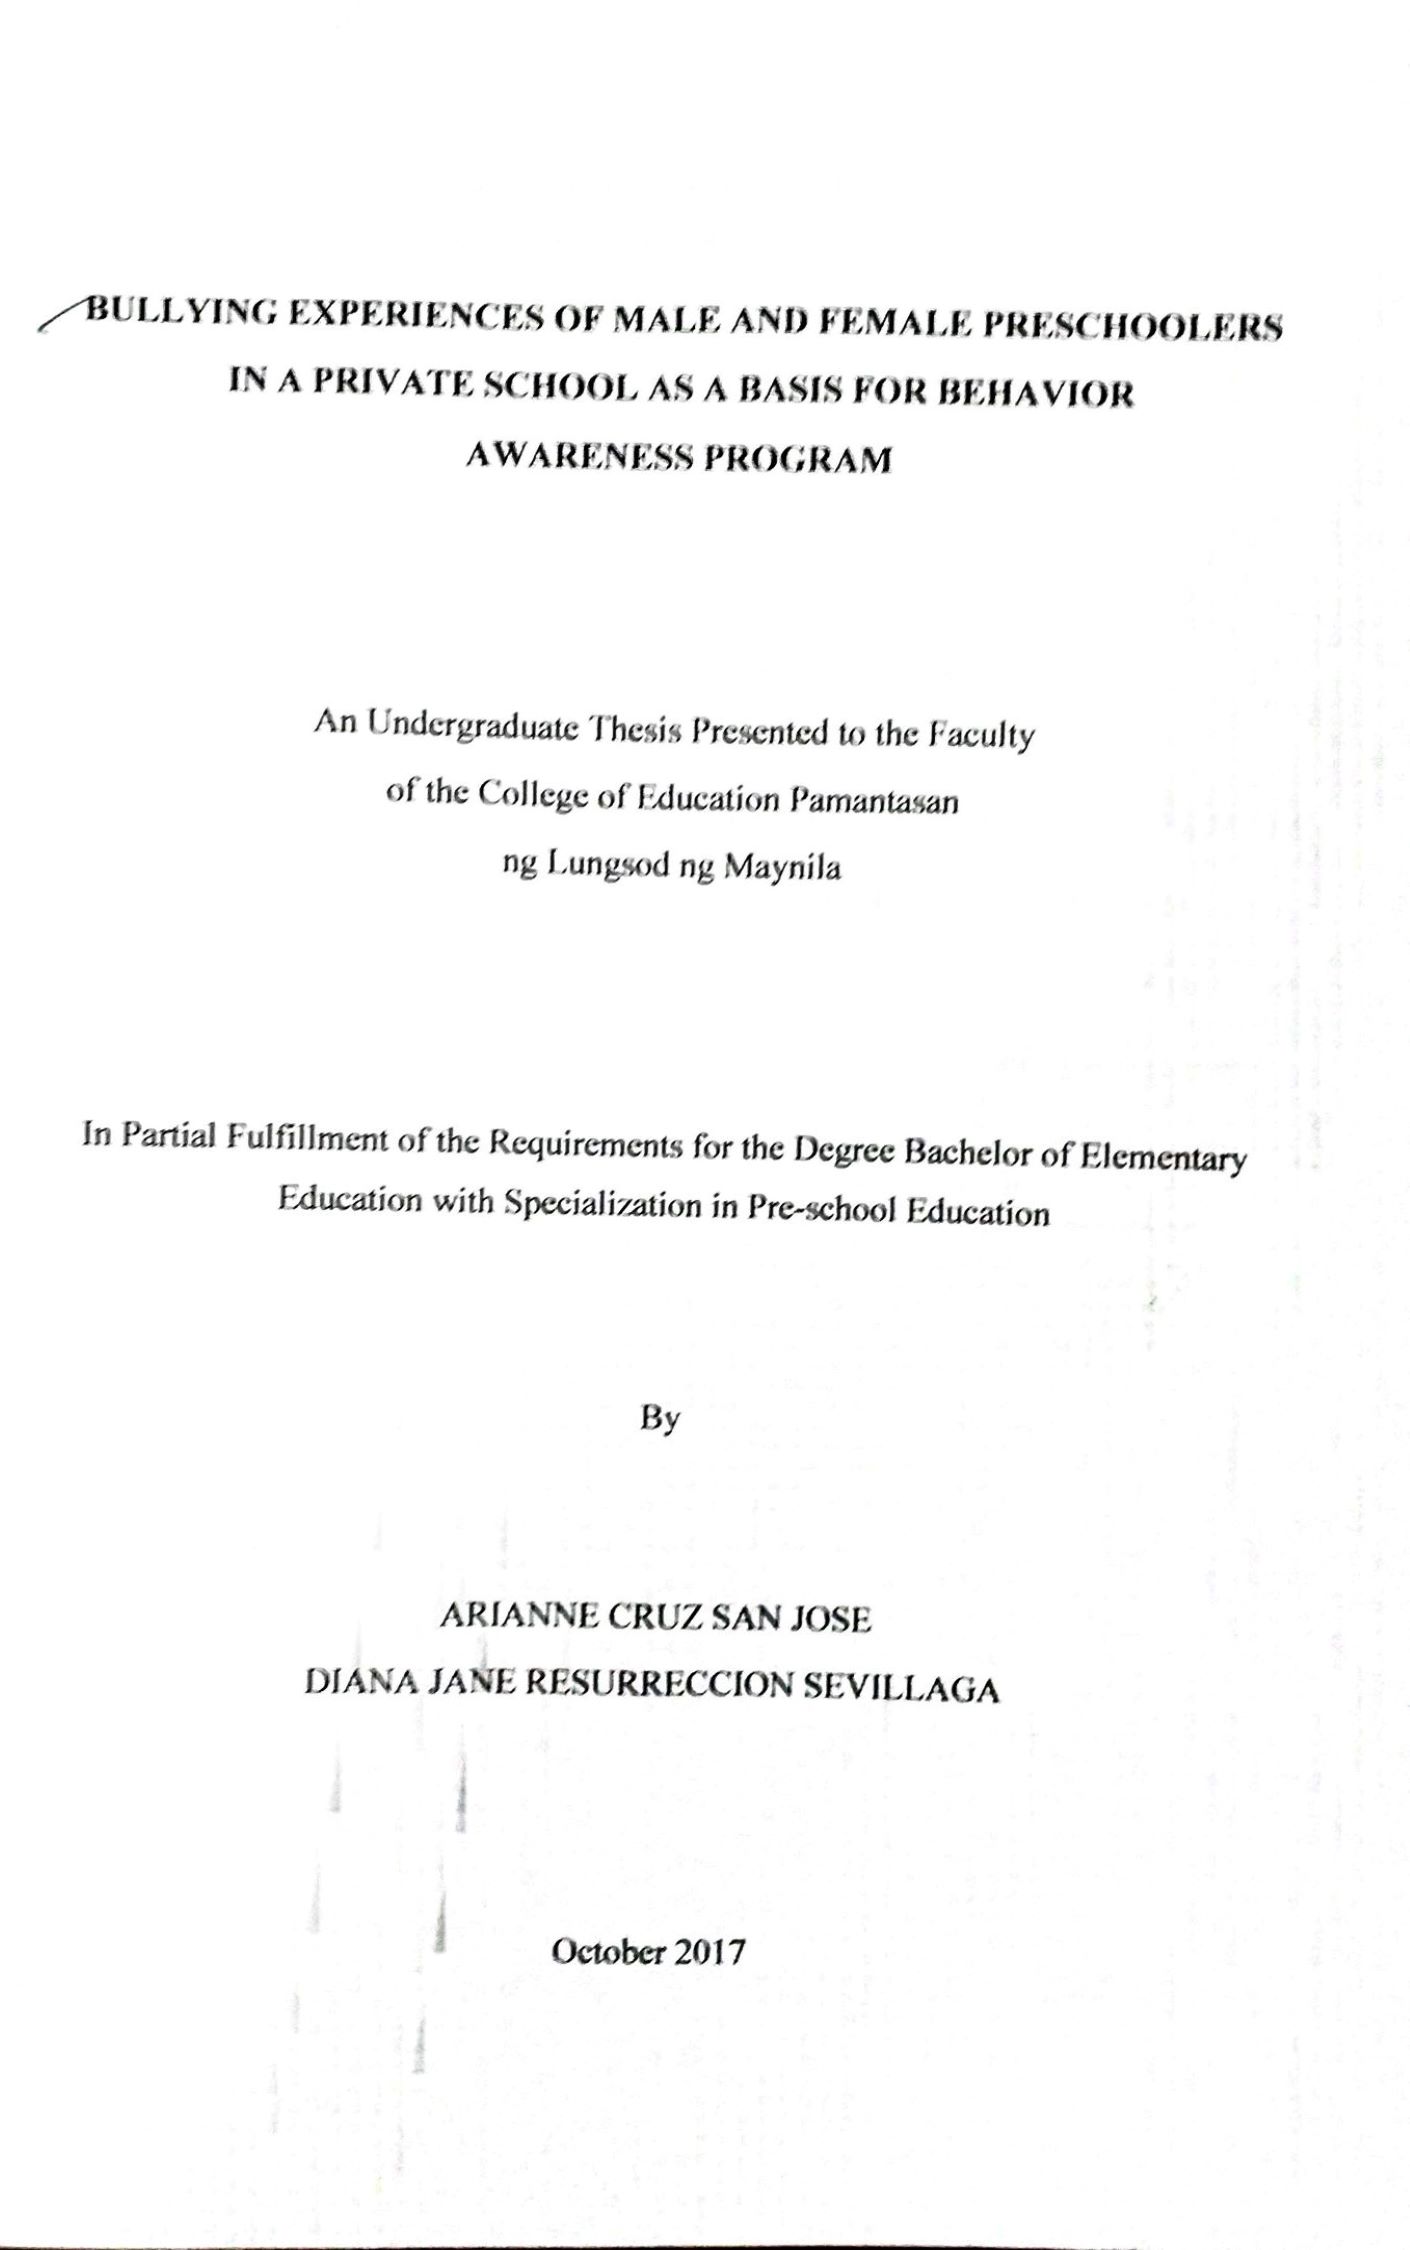 BULLYING EXPERIENCES OF MALE AND FEMALE PRESCHOOLERS
IN A PRIVATE SCHOOL AS A BASIS FOR BEHAVIOR
AWARENESS PROGRAM
An Undergraduate Thesis Presented to the Faculty
of the College of Education Pamantasan
ng Lungsod ng Maynila
In Partial Fulfillment of the Requirements for the Degree Bachelor of Elementary
Education with Specialization in Pre-school Education
By
ARIANNE CRUZ SAN JOSE
DIANA JANE RESURRECCION SEVILLAGA
October 2017